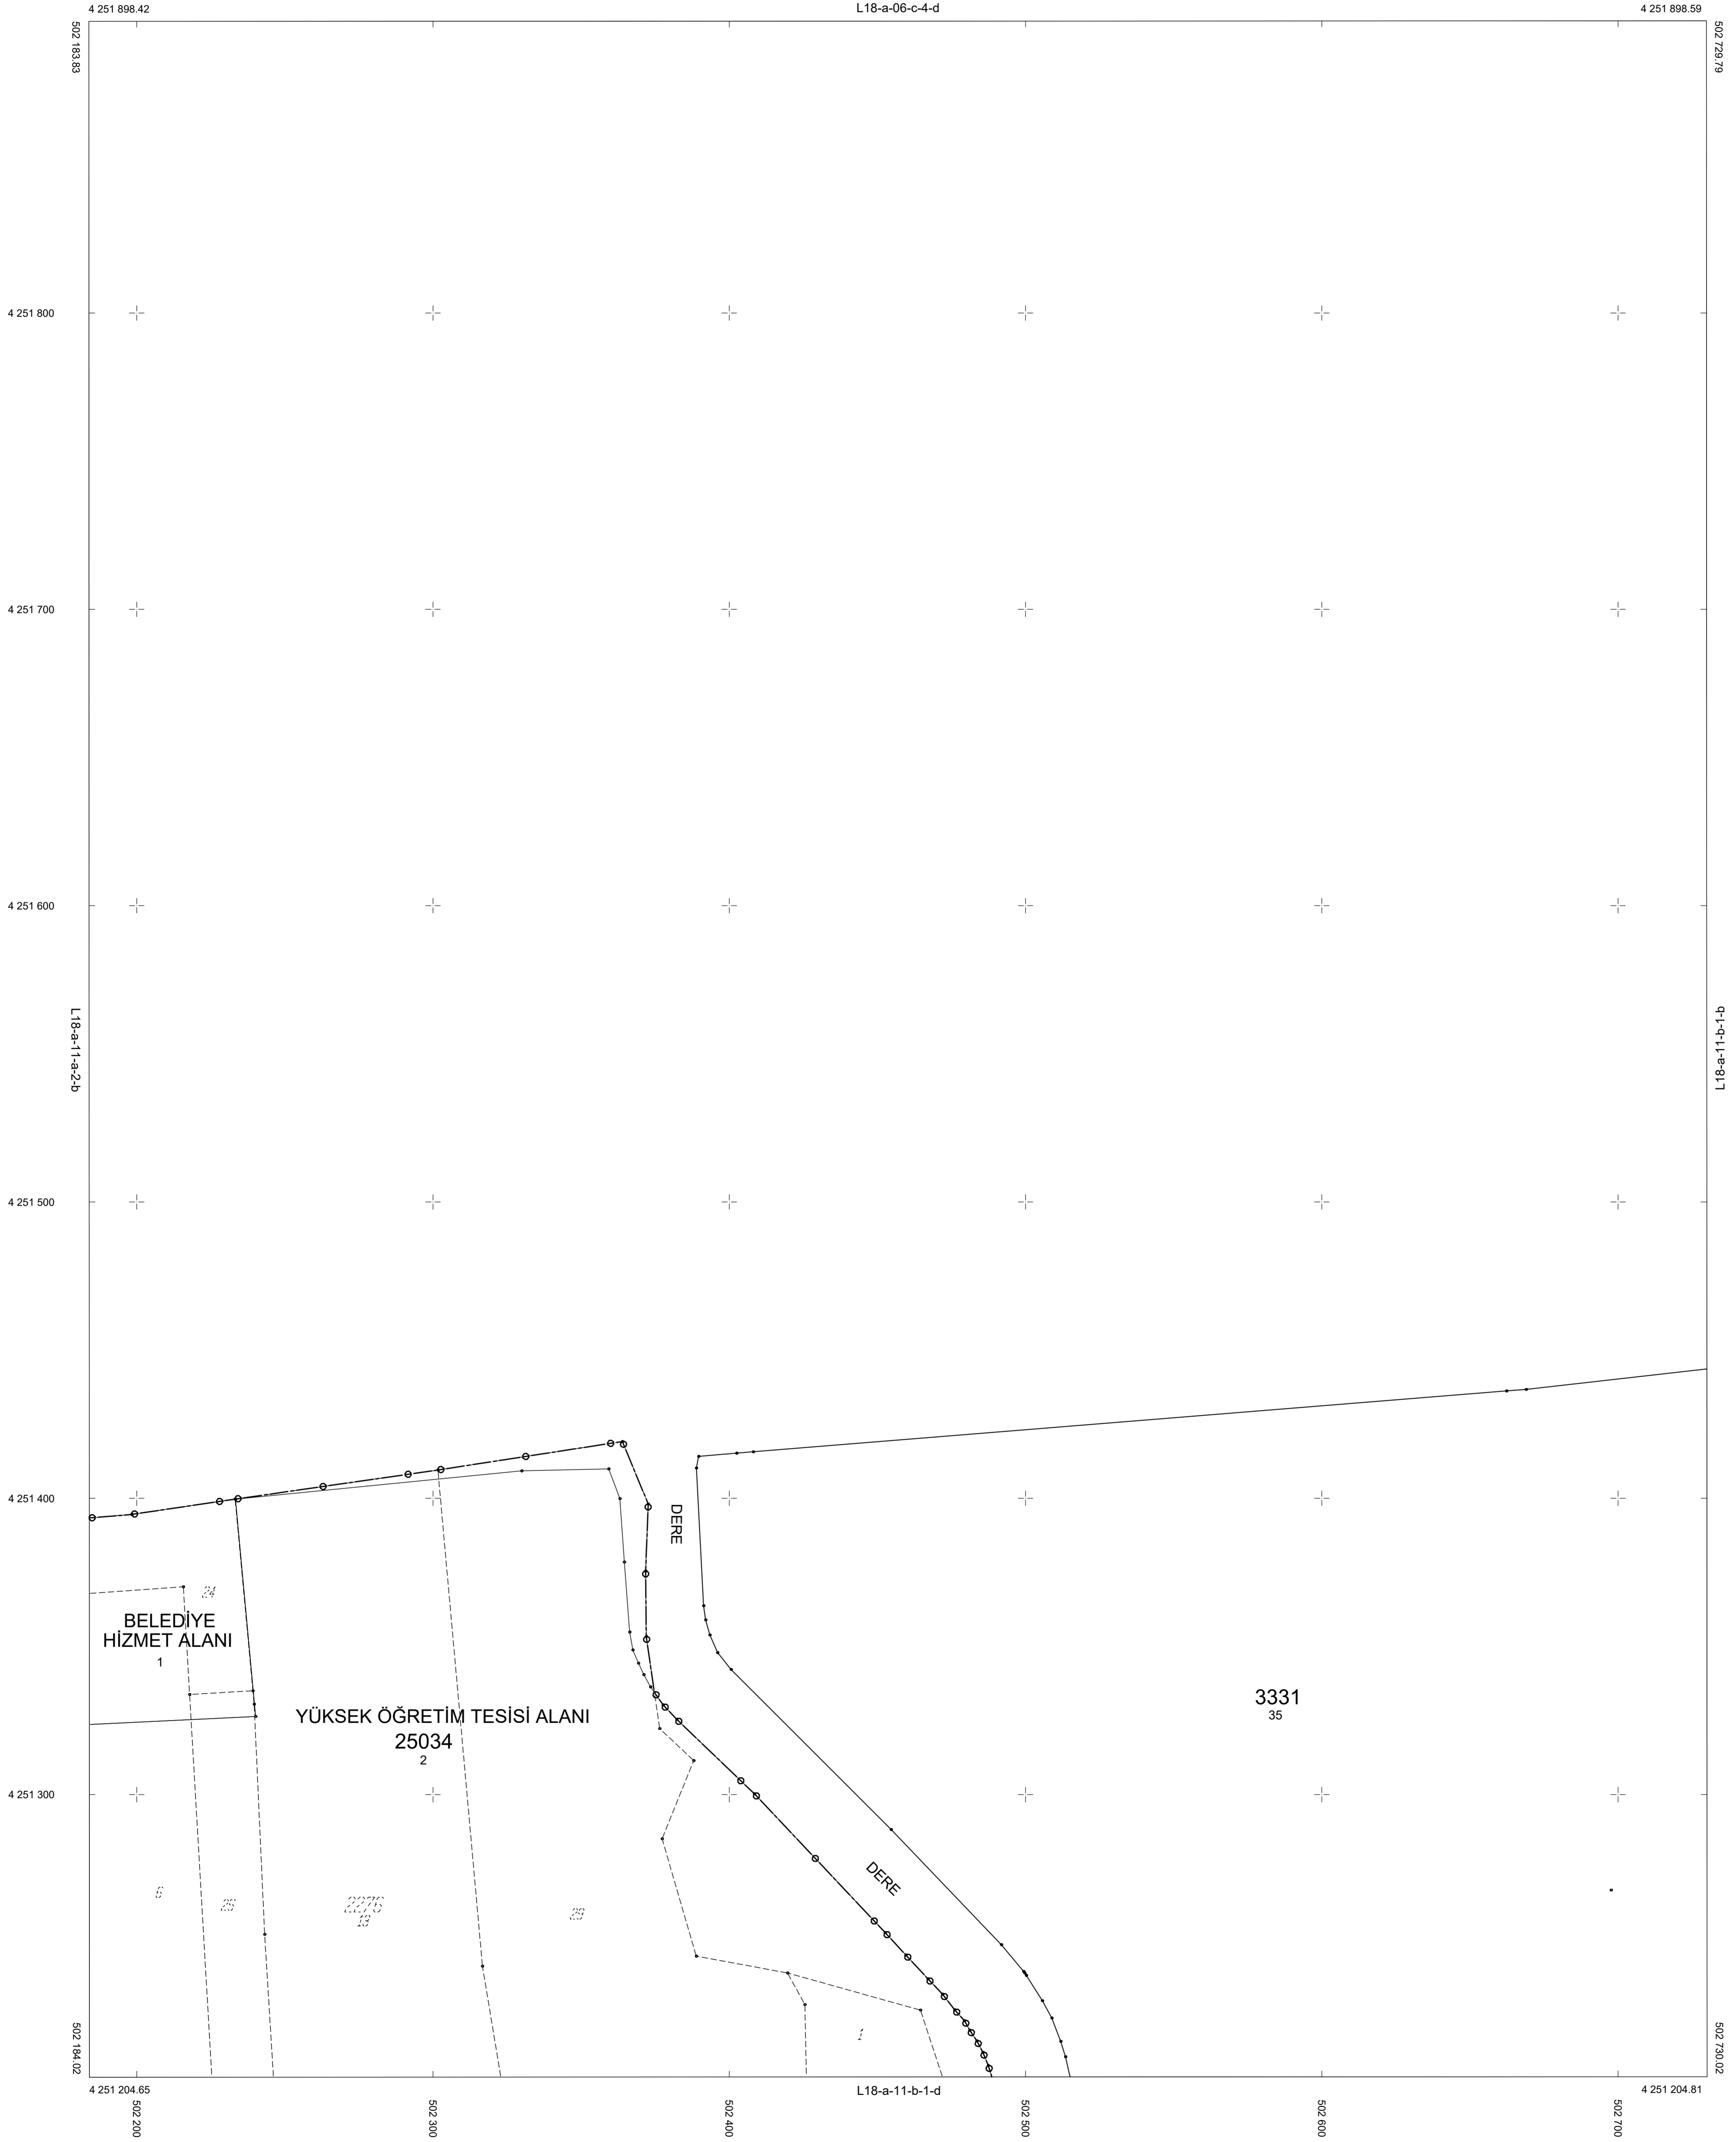 4 251 898.42
L18-a-06-c-4-d
4 251 898.59
502 183.83
502 729.79
4 251 800
4 251 700
4 251 600
L18-a-11-a-2-b
L18-a-11-b-1-b
4 251 500
4 251 400
DERE
24
BELEDİYE
HİZMET ALANI
1
YÜKSEK ÖĞRETİM TESİSİ ALANI
25034
2
3331
35
4 251 300
DERE
6
25
2276
13
29
1
502 184.02
502 730.02
4 251 204.65
L18-a-11-b-1-d
4 251 204.81
502 200
502 300
502 400
502 500
502 600
502 700